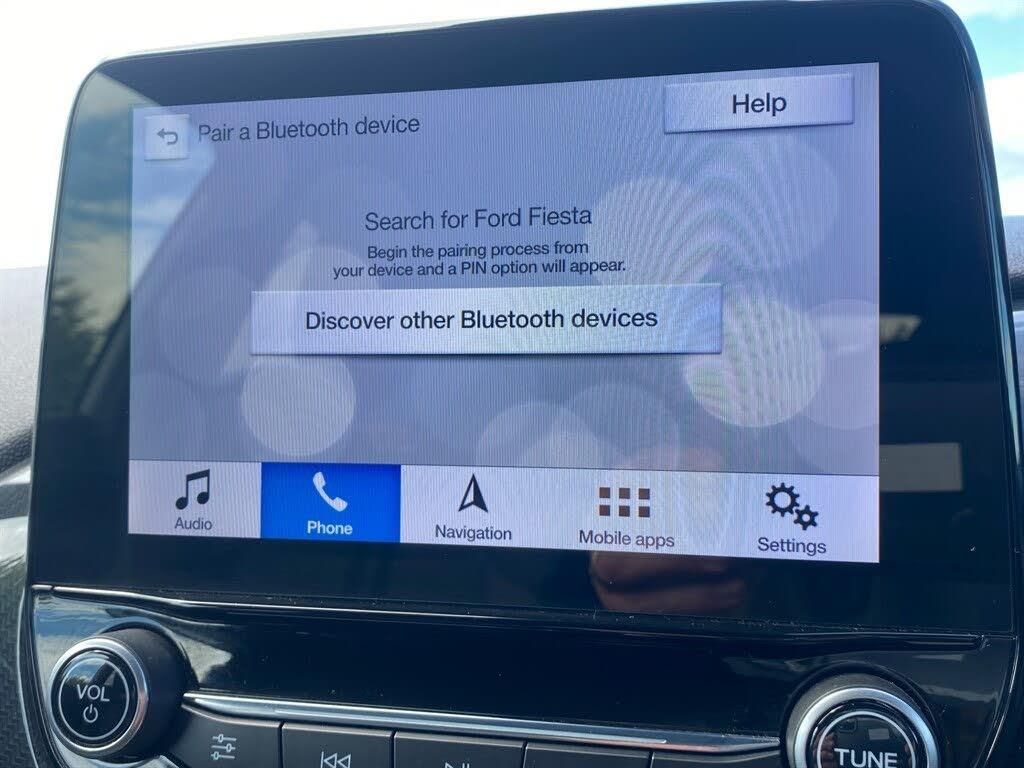 Pair a Bluetooth device
Help
Search for Ford Fiesta
Begin the pairing process from
your device and a PIN option will appear.
Discover other Bluetooth devices
Audio
Phone
Navigation
Mobile apps
Settings
VOL
TUNE